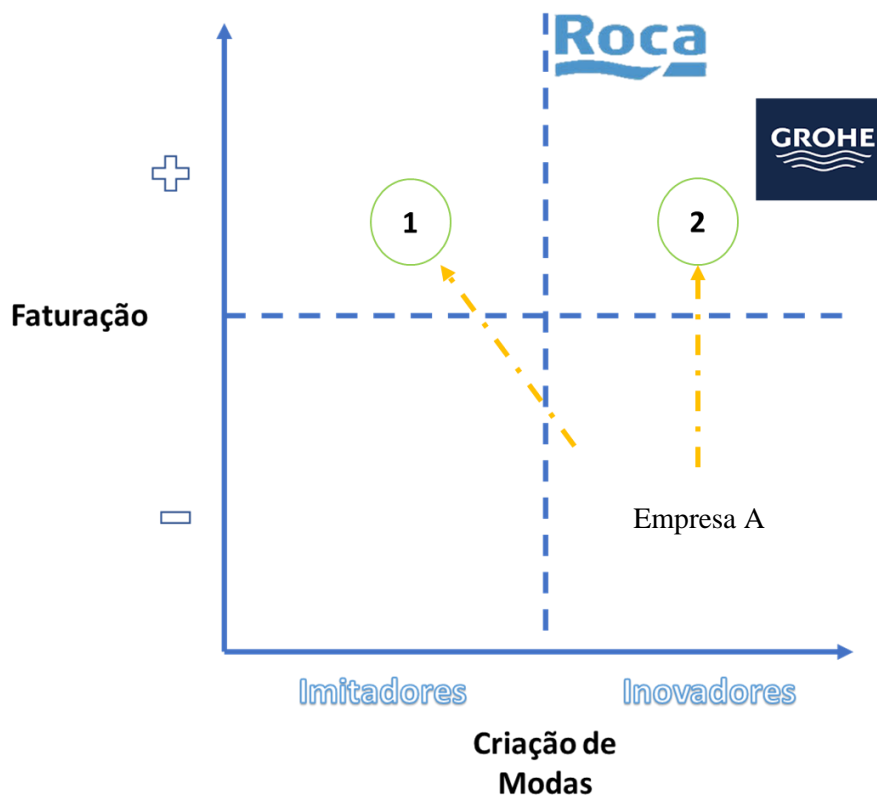 Roca
GROHE
1
2
Faturação
Empresa A
Imitadores
Inovadores
Criação de
Modas